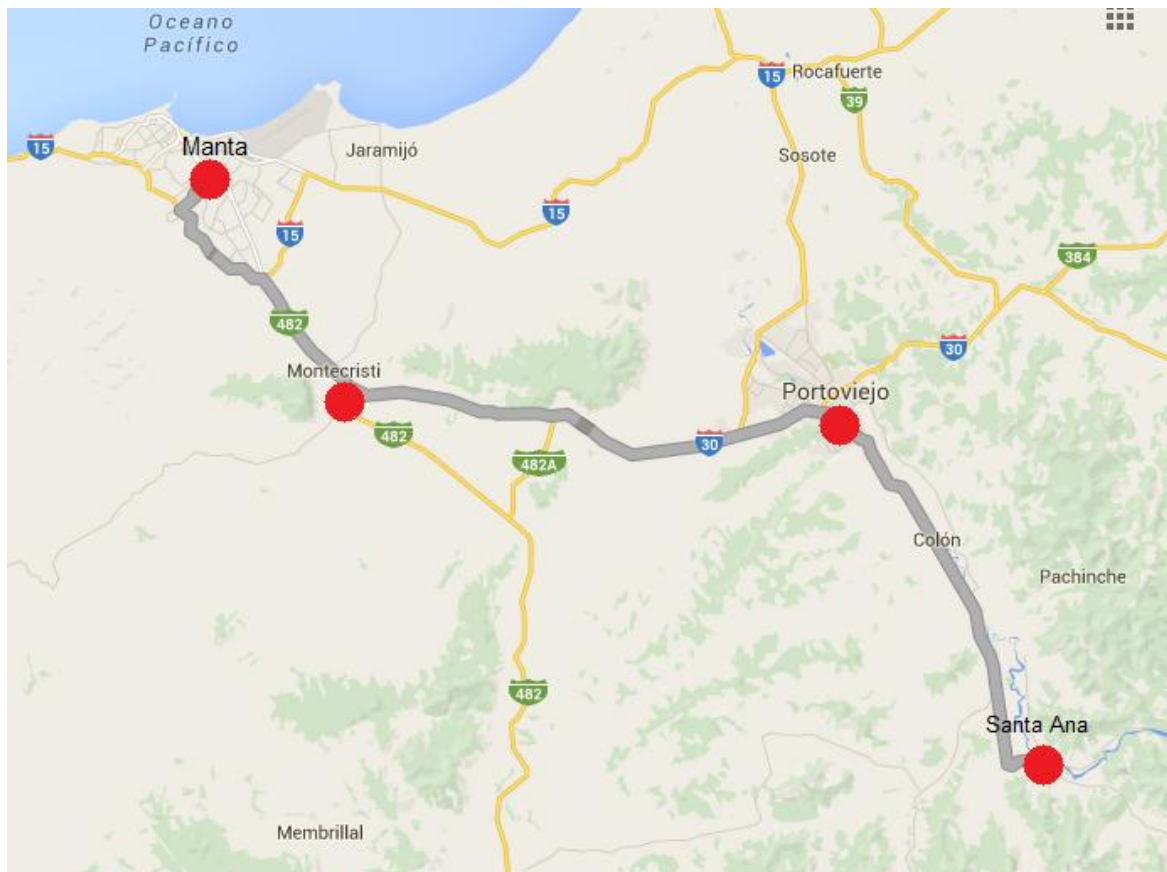 Oceano
Pacífico
15
Rocafuerte
39
Manta
15
Jaramijó
Sosote
15
15
384
482
30
Montecristi
Portoviejo
482
30
482A
Colón
Pachinche
482
Santa Ana
Membrillal